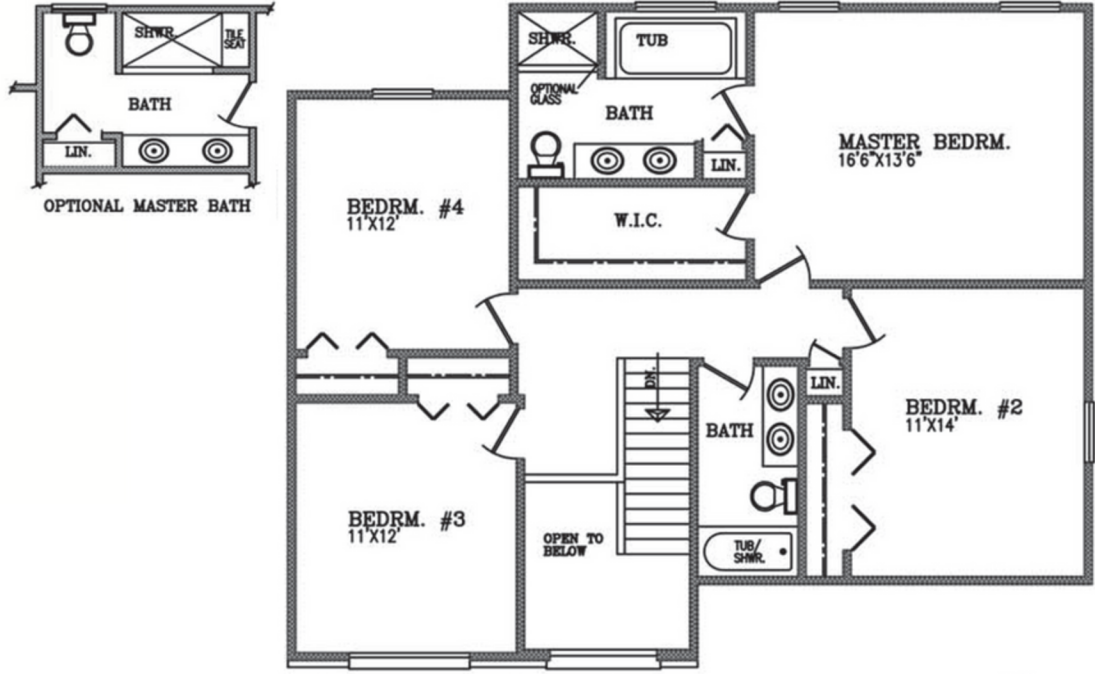 SHWR.
TILE
SEAT
BATH
LIN.
OPTIONAL MASTER BATH
SHWR.
TUB
OPTIONAL
GLASS
BATH
LIN.
MASTER BEDRM.
16'6"X13'6"
W.I.C.
BEDRM. #4
11'X12'
DN.
LIN.
BATH
BEDRM. #2
11'X14'
BEDRM. #3
11'X12'
OPEN TO
BELOW
TUB/
SHWR.